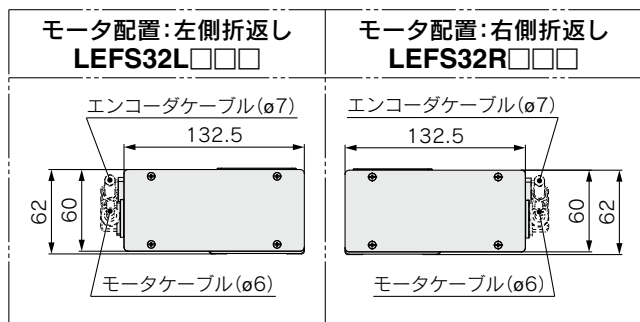 モータ配置:左側折返し
LEFS32L□□□
エンコーダケーブル(ø7)
132.5
62
60
モータケーブル(ø6)
モータ配置:右側折返し
LEFS32R□□□
エンコーダケーブル(ø7)
132.5
60
62
モータケーブル(ø6)